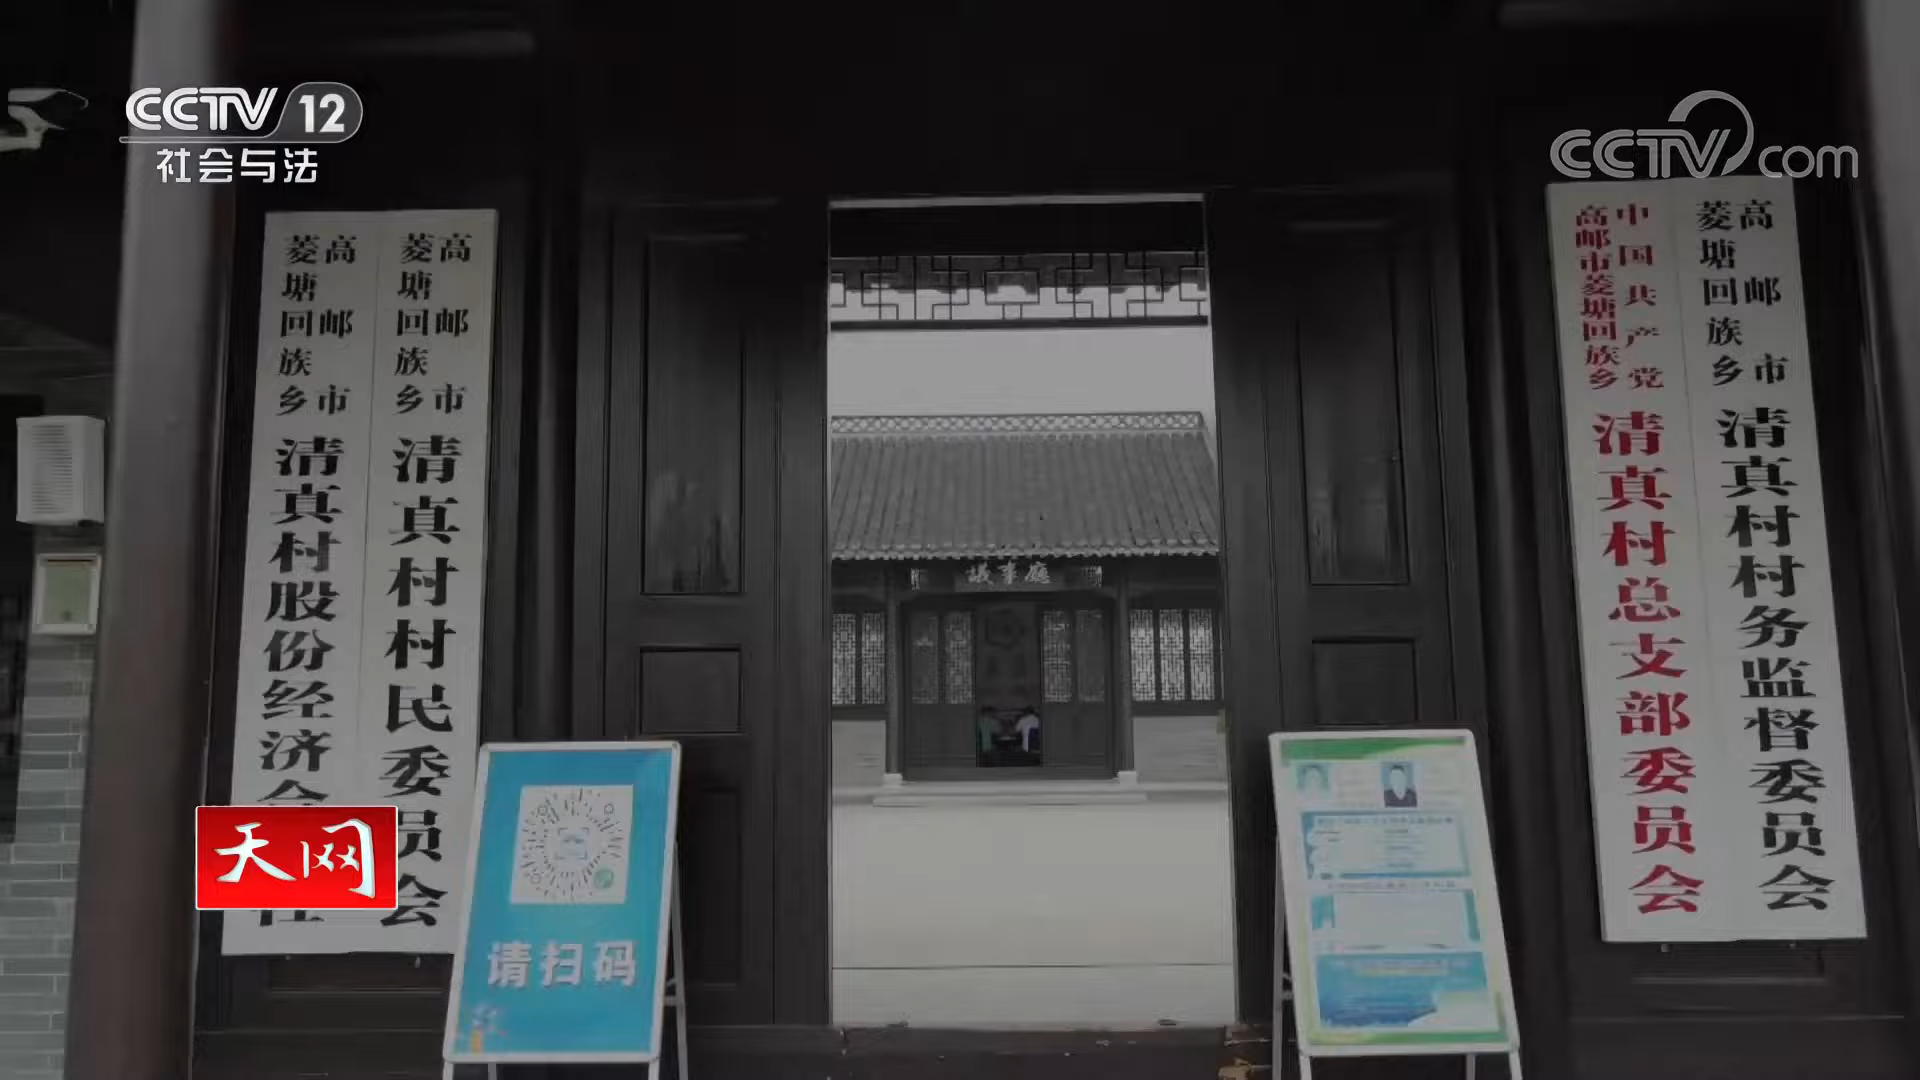 CCTV 12
社会与法
CCTV.com
高邮市
菱塘回族乡
清真村股份经济合
社
高邮市
菱塘回族乡
清真村村民委员会
中国共产党
高邮市菱塘回族乡
清真村总支部委员会
高邮市
菱塘回族乡
清真村村务监督委员会
議事廳
天网
请扫码